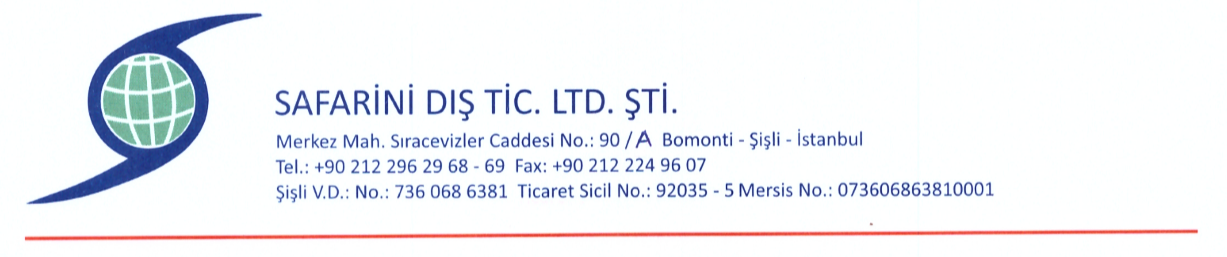 SAFARİNİ DIŞ TİC. LTD. ŞTİ.
Merkez Mah. Sıracevizler Caddesi No.: 90 /A Bomonti - Şişli - İstanbul
Tel.: +90 212 296 29 68 - 69 Fax: +90 212 224 96 07
Şişli V.D.: No.: 736 068 6381 Ticaret Sicil No.: 92035 - 5 Mersis No.: 073606863810001